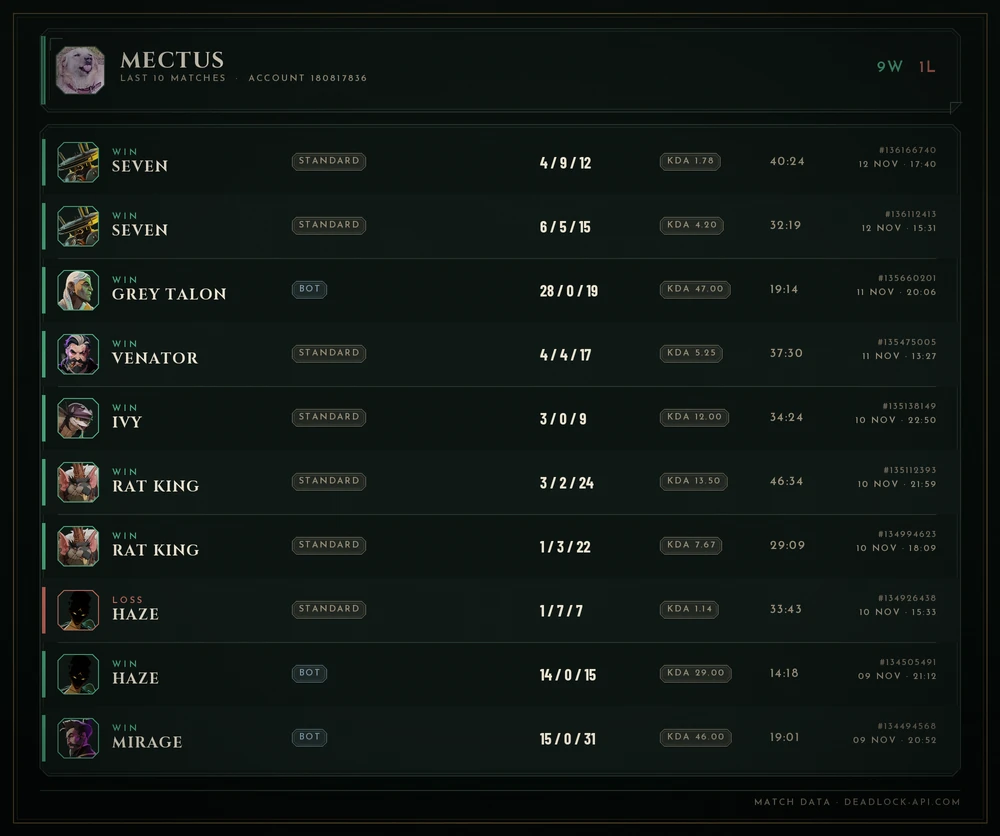 MECTUS
LAST 10 MATCHES · ACCOUNT 180817836
9W 1L
WIN
SEVEN
STANDARD
4 / 9 / 12
KDA 1.78
40:24
#136166740
12 NOV · 17:40
WIN
SEVEN
STANDARD
6 / 5 / 15
KDA 4.20
32:19
#136112413
12 NOV · 15:31
WIN
GREY TALON
BOT
28 / 0 / 19
KDA 47.00
19:14
#135660201
11 NOV · 20:06
WIN
VENATOR
STANDARD
4 / 4 / 17
KDA 5.25
37:30
#135475005
11 NOV · 13:27
WIN
IVY
STANDARD
3 / 0 / 9
KDA 12.00
34:24
#135138149
10 NOV · 22:50
WIN
RAT KING
STANDARD
3 / 2 / 24
KDA 13.50
46:34
#135112393
10 NOV · 21:59
WIN
RAT KING
STANDARD
1 / 3 / 22
KDA 7.67
29:09
#134994623
10 NOV · 18:09
LOSS
HAZE
STANDARD
1 / 7 / 7
KDA 1.14
33:43
#134926438
10 NOV · 15:33
WIN
HAZE
BOT
14 / 0 / 15
KDA 29.00
14:18
#134505491
09 NOV · 21:12
WIN
MIRAGE
BOT
15 / 0 / 31
KDA 46.00
19:01
#134494568
09 NOV · 20:52
MATCH DATA · DEADLOCK-API.COM